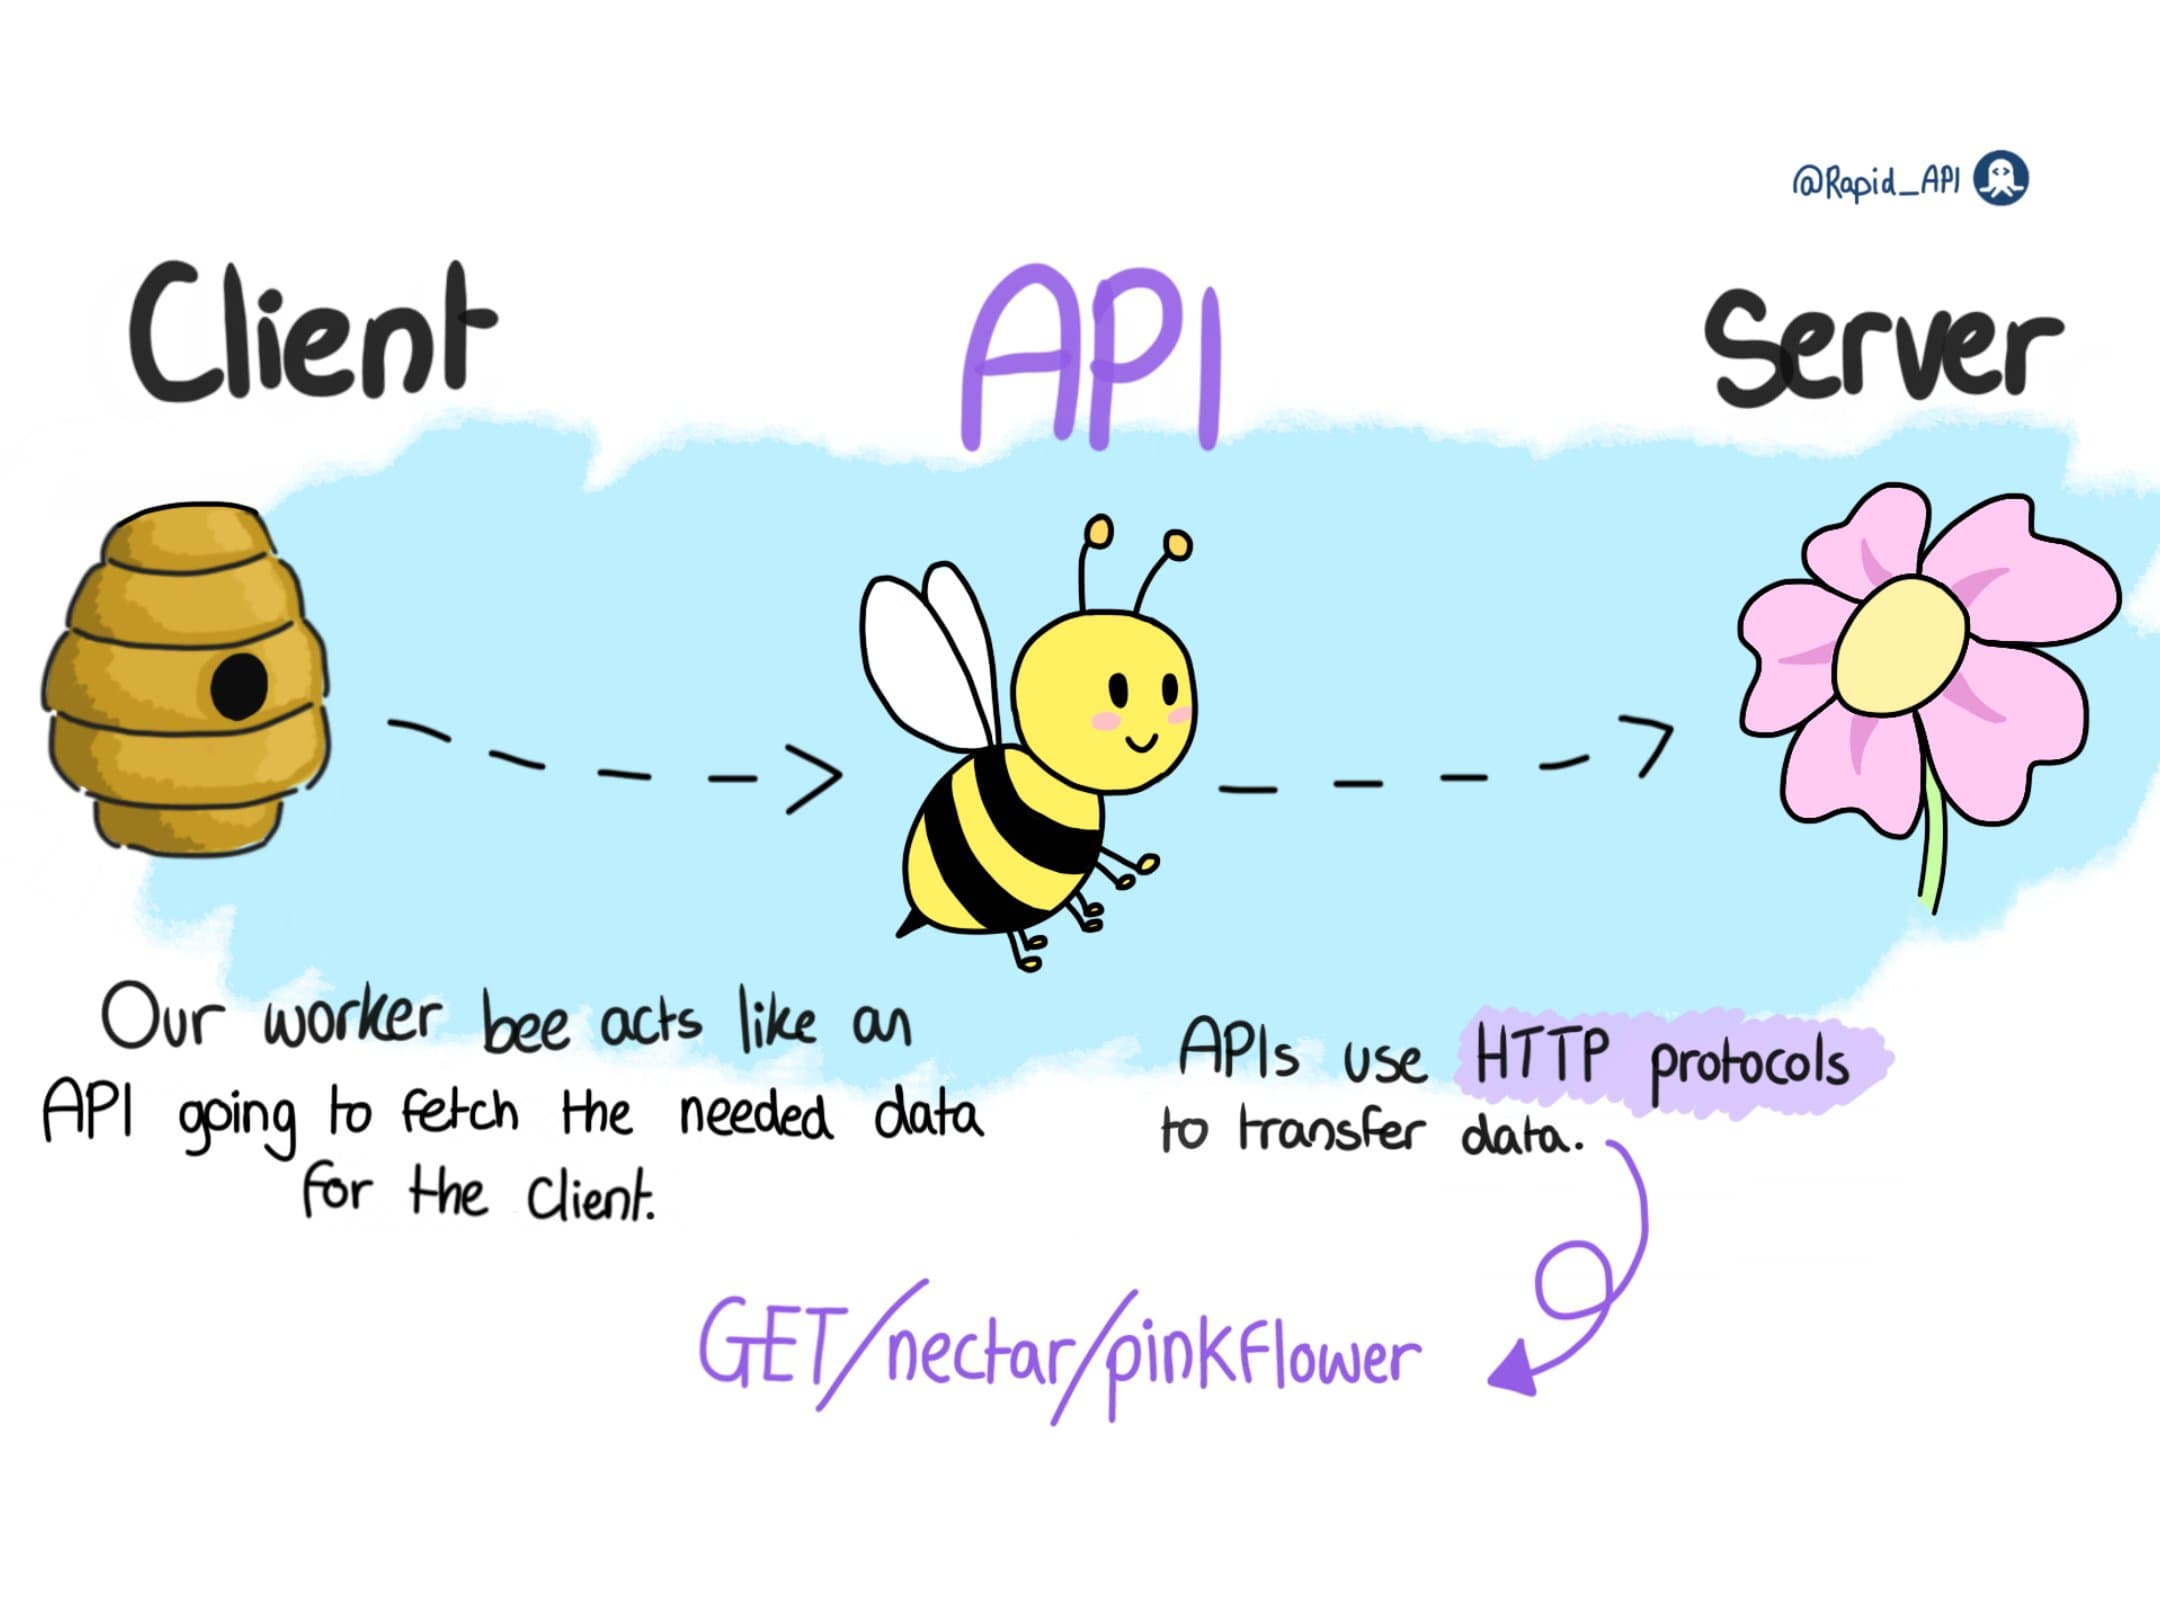 @Rapid_API
Client
API
Server
Our worker bee acts like an
API going to fetch the needed data
for the client.
APIs use HTTP protocols
to transfer data.
GET/nectar/pinkflower